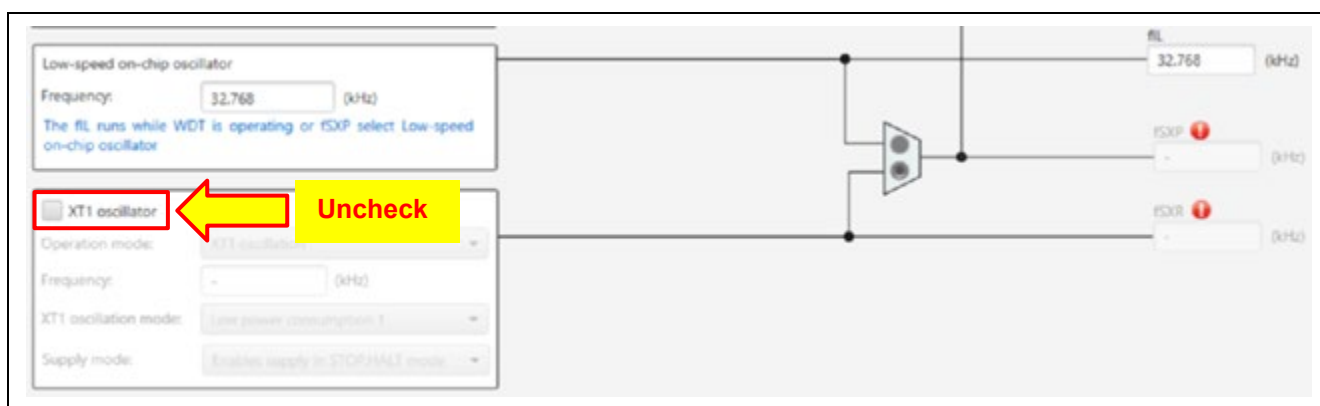 Low-speed on-chip oscillator
Frequency: 32.768 (kHz)
The fIL runs while WDT is operating or fSXP select Low-speed
on-chip oscillator
XT1 oscillator
Uncheck
Operation mode: XT1 oscillation
Frequency: - (kHz)
XT1 oscillation mode: Low power consumption 1
Supply mode: Enables supply in STOP,HALT mode
fIL
32.768 (kHz)
fSXP
- (kHz)
fSXR
- (kHz)